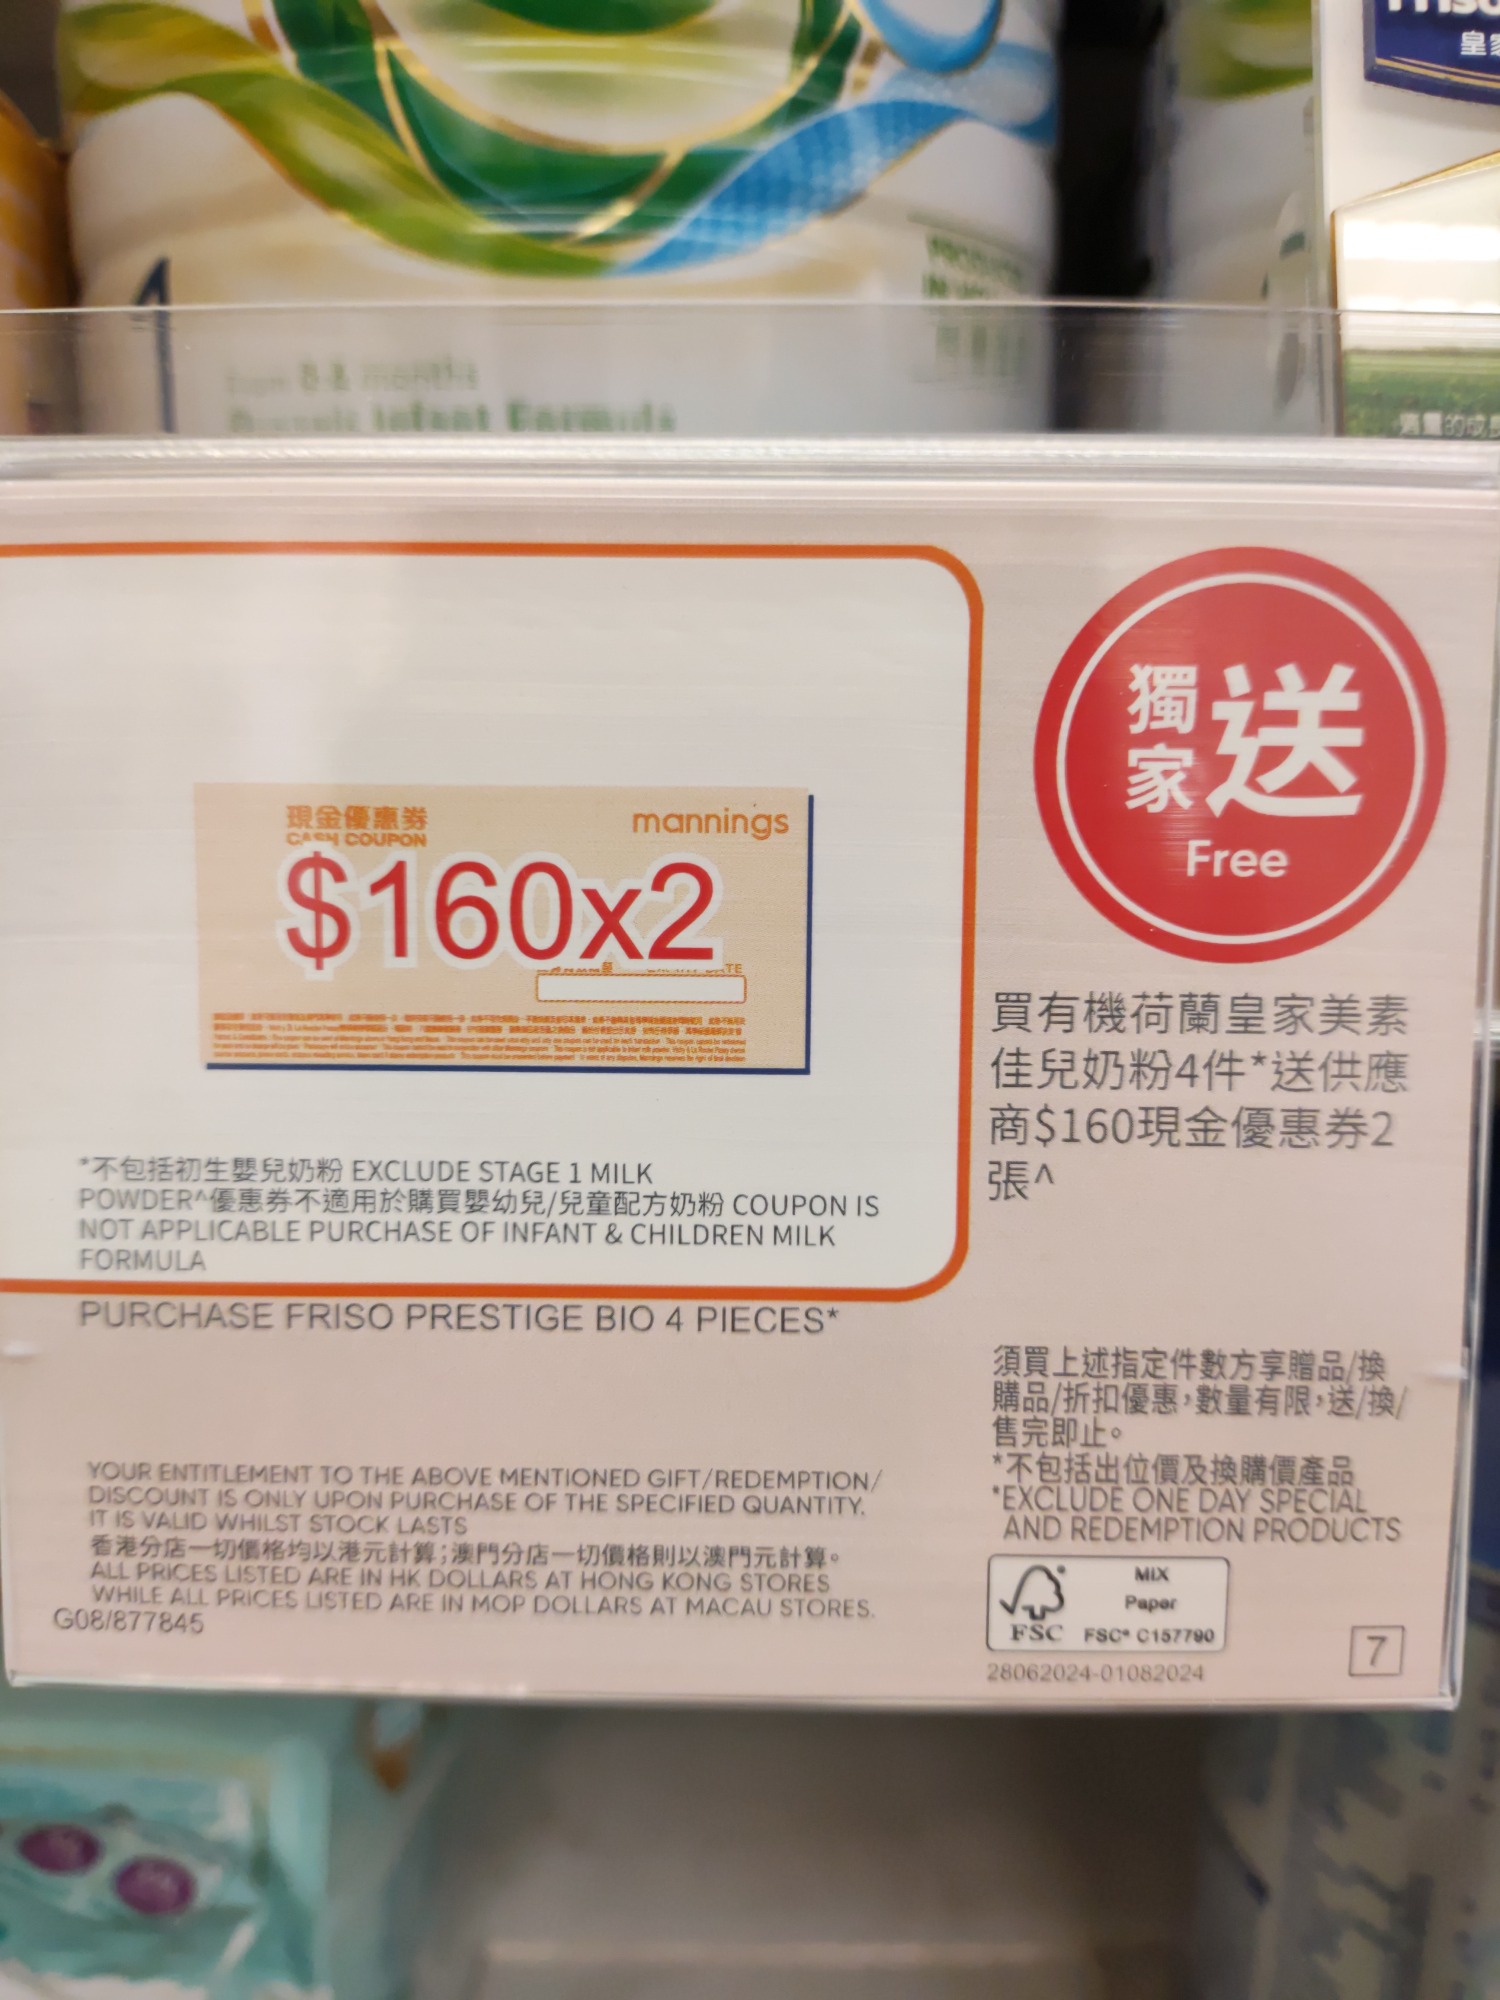 皇家
1
Infant Formula
獨家送
Free
現金優惠券
mannings
CASH COUPON
$160x2
買有機荷蘭皇家美素
佳兒奶粉4件*送供應
商$160現金優惠券2
張^
*不包括初生嬰兒奶粉 EXCLUDE STAGE 1 MILK
POWDER^優惠券不適用於購買嬰幼兒/兒童配方奶粉 COUPON IS
NOT APPLICABLE PURCHASE OF INFANT & CHILDREN MILK
FORMULA
PURCHASE FRISO PRESTIGE BIO 4 PIECES*
須買上述指定件數方享贈品/換
購品/折扣優惠,數量有限,送/換/
售完即止。
*不包括出位價及換購價產品
*EXCLUDE ONE DAY SPECIAL
AND REDEMPTION PRODUCTS
YOUR ENTITLEMENT TO THE ABOVE MENTIONED GIFT/REDEMPTION/
DISCOUNT IS ONLY UPON PURCHASE OF THE SPECIFIED QUANTITY.
IT IS VALID WHILST STOCK LASTS
香港分店一切價格均以港元計算;澳門分店一切價格則以澳門元計算。
ALL PRICES LISTED ARE IN HK DOLLARS AT HONG KONG STORES
WHILE ALL PRICES LISTED ARE IN MOP DOLLARS AT MACAU STORES.
G08/877845
MIX
Paper
FSC FSC® C157790
28062024-01082024
7